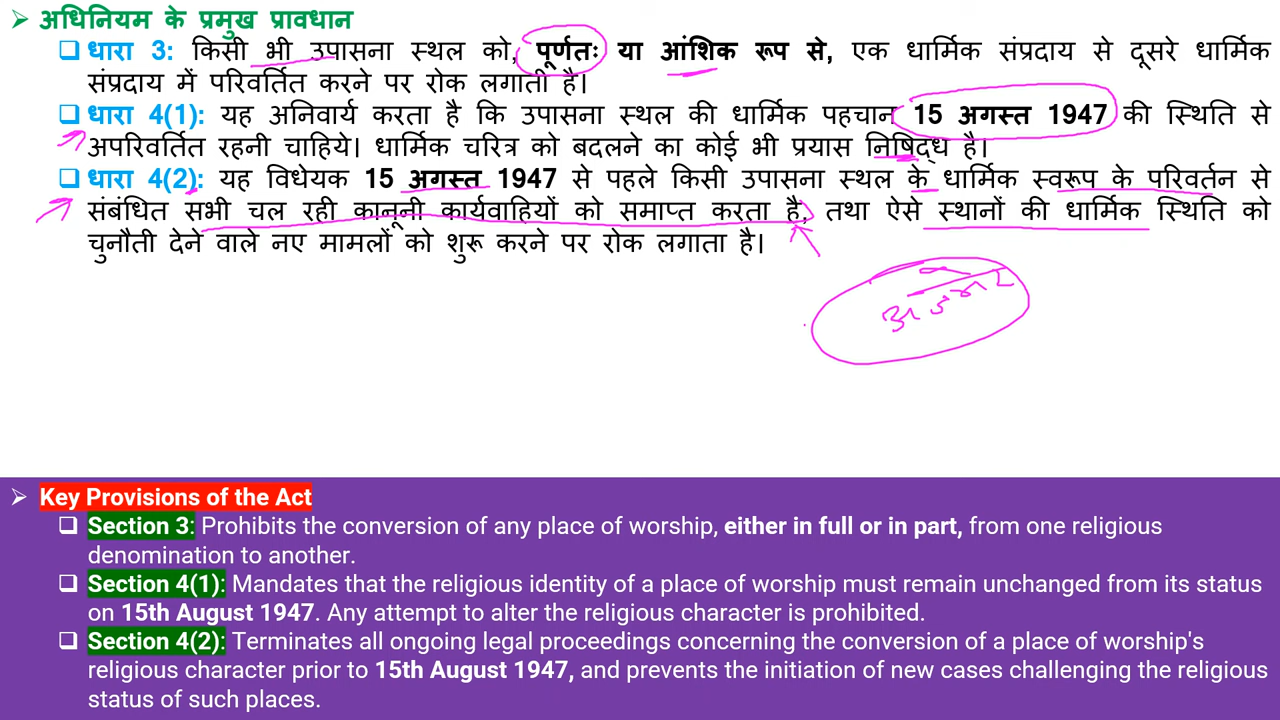 ➢ अधिनियम के प्रमुख प्रावधान
❑ धारा 3: किसी भी उपासना स्थल को, पूर्णतः या आंशिक रूप से, एक धार्मिक संप्रदाय से दूसरे धार्मिक
संप्रदाय में परिवर्तित करने पर रोक लगाती है।
❑ धारा 4(1): यह अनिवार्य करता है कि उपासना स्थल की धार्मिक पहचान 15 अगस्त 1947 की स्थिति से
अपरिवर्तित रहनी चाहिये। धार्मिक चरित्र को बदलने का कोई भी प्रयास निषिद्ध है।
❑ धारा 4(2): यह विधेयक 15 अगस्त 1947 से पहले किसी उपासना स्थल के धार्मिक स्वरूप के परिवर्तन से
संबंधित सभी चल रही कानूनी कार्यवाहियों को समाप्त करता है, तथा ऐसे स्थानों की धार्मिक स्थिति को
चुनौती देने वाले नए मामलों को शुरू करने पर रोक लगाता है।
➢ Key Provisions of the Act
❑ Section 3: Prohibits the conversion of any place of worship, either in full or in part, from one religious
denomination to another.
❑ Section 4(1): Mandates that the religious identity of a place of worship must remain unchanged from its status
on 15th August 1947. Any attempt to alter the religious character is prohibited.
❑ Section 4(2): Terminates all ongoing legal proceedings concerning the conversion of a place of worship's
religious character prior to 15th August 1947, and prevents the initiation of new cases challenging the religious
status of such places.